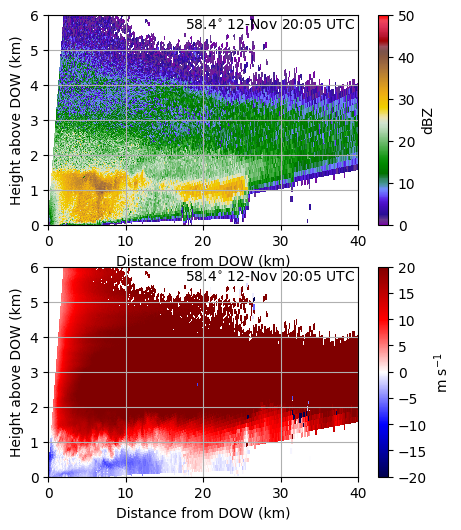 58.4° 12-Nov 20:05 UTC
Height above DOW (km)
6
5
4
3
2
1
0
0 10 20 30 40
Distance from DOW (km)
50
40
30
20
10
0
dBZ
58.4° 12-Nov 20:05 UTC
Height above DOW (km)
6
5
4
3
2
1
0
0 10 20 30 40
Distance from DOW (km)
20
15
10
5
0
−5
−10
−15
−20
m s⁻¹